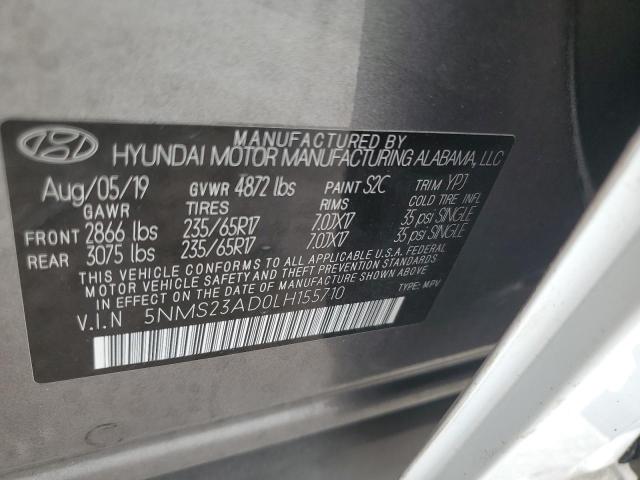 MANUFACTURED BY
HYUNDAI MOTOR MANUFACTURING ALABAMA, LLC
Aug/05/19 GVWR 4872 lbs PAINT S2C TRIM YPJ
GAWR TIRES RIMS COLD TIRE INFL
FRONT 2866 lbs 235/65R17 7.0JX17 35 psi SINGLE
REAR 3075 lbs 235/65R17 7.0JX17 35 psi SINGLE
THIS VEHICLE CONFORMS TO ALL APPLICABLE U.S.A. FEDERAL
MOTOR VEHICLE SAFETY AND THEFT PREVENTION STANDARDS
IN EFFECT ON THE DATE OF MANUFACTURE SHOWN ABOVE.
V.I.N 5NMS23AD0LH155710 TYPE: MPV